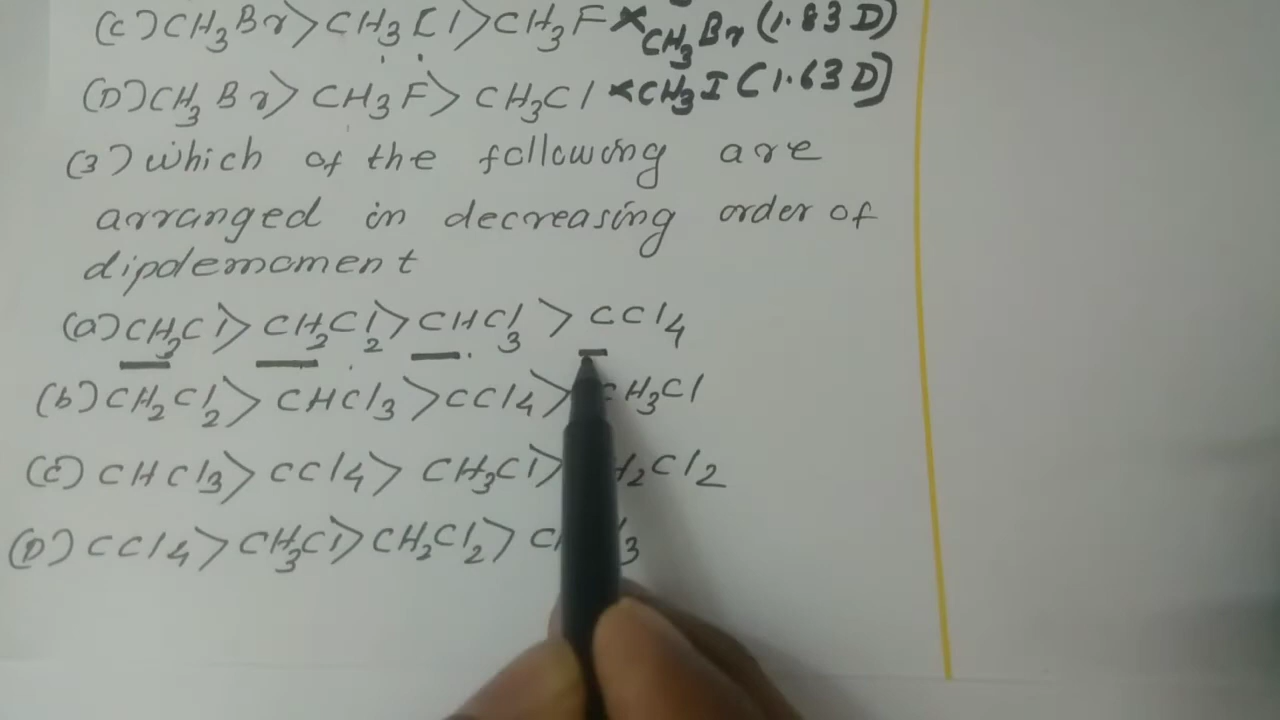 (C) CH3Br > CH3Cl > CH3F × CH3Br (1.83 D)
(D) CH3Br > CH3F > CH3Cl × CH3I (1.63 D)
(3) which of the following are
arranged in decreasing order of
dipolemoment
(a) CH3Cl > CH2Cl2 > CHCl3 > CCl4
(b) CH2Cl2 > CHCl3 > CCl4 > CH3Cl
(C) CHCl3 > CCl4 > CH3Cl > H2Cl2
(D) CCl4 > CH3Cl > CH2Cl2 > C 3